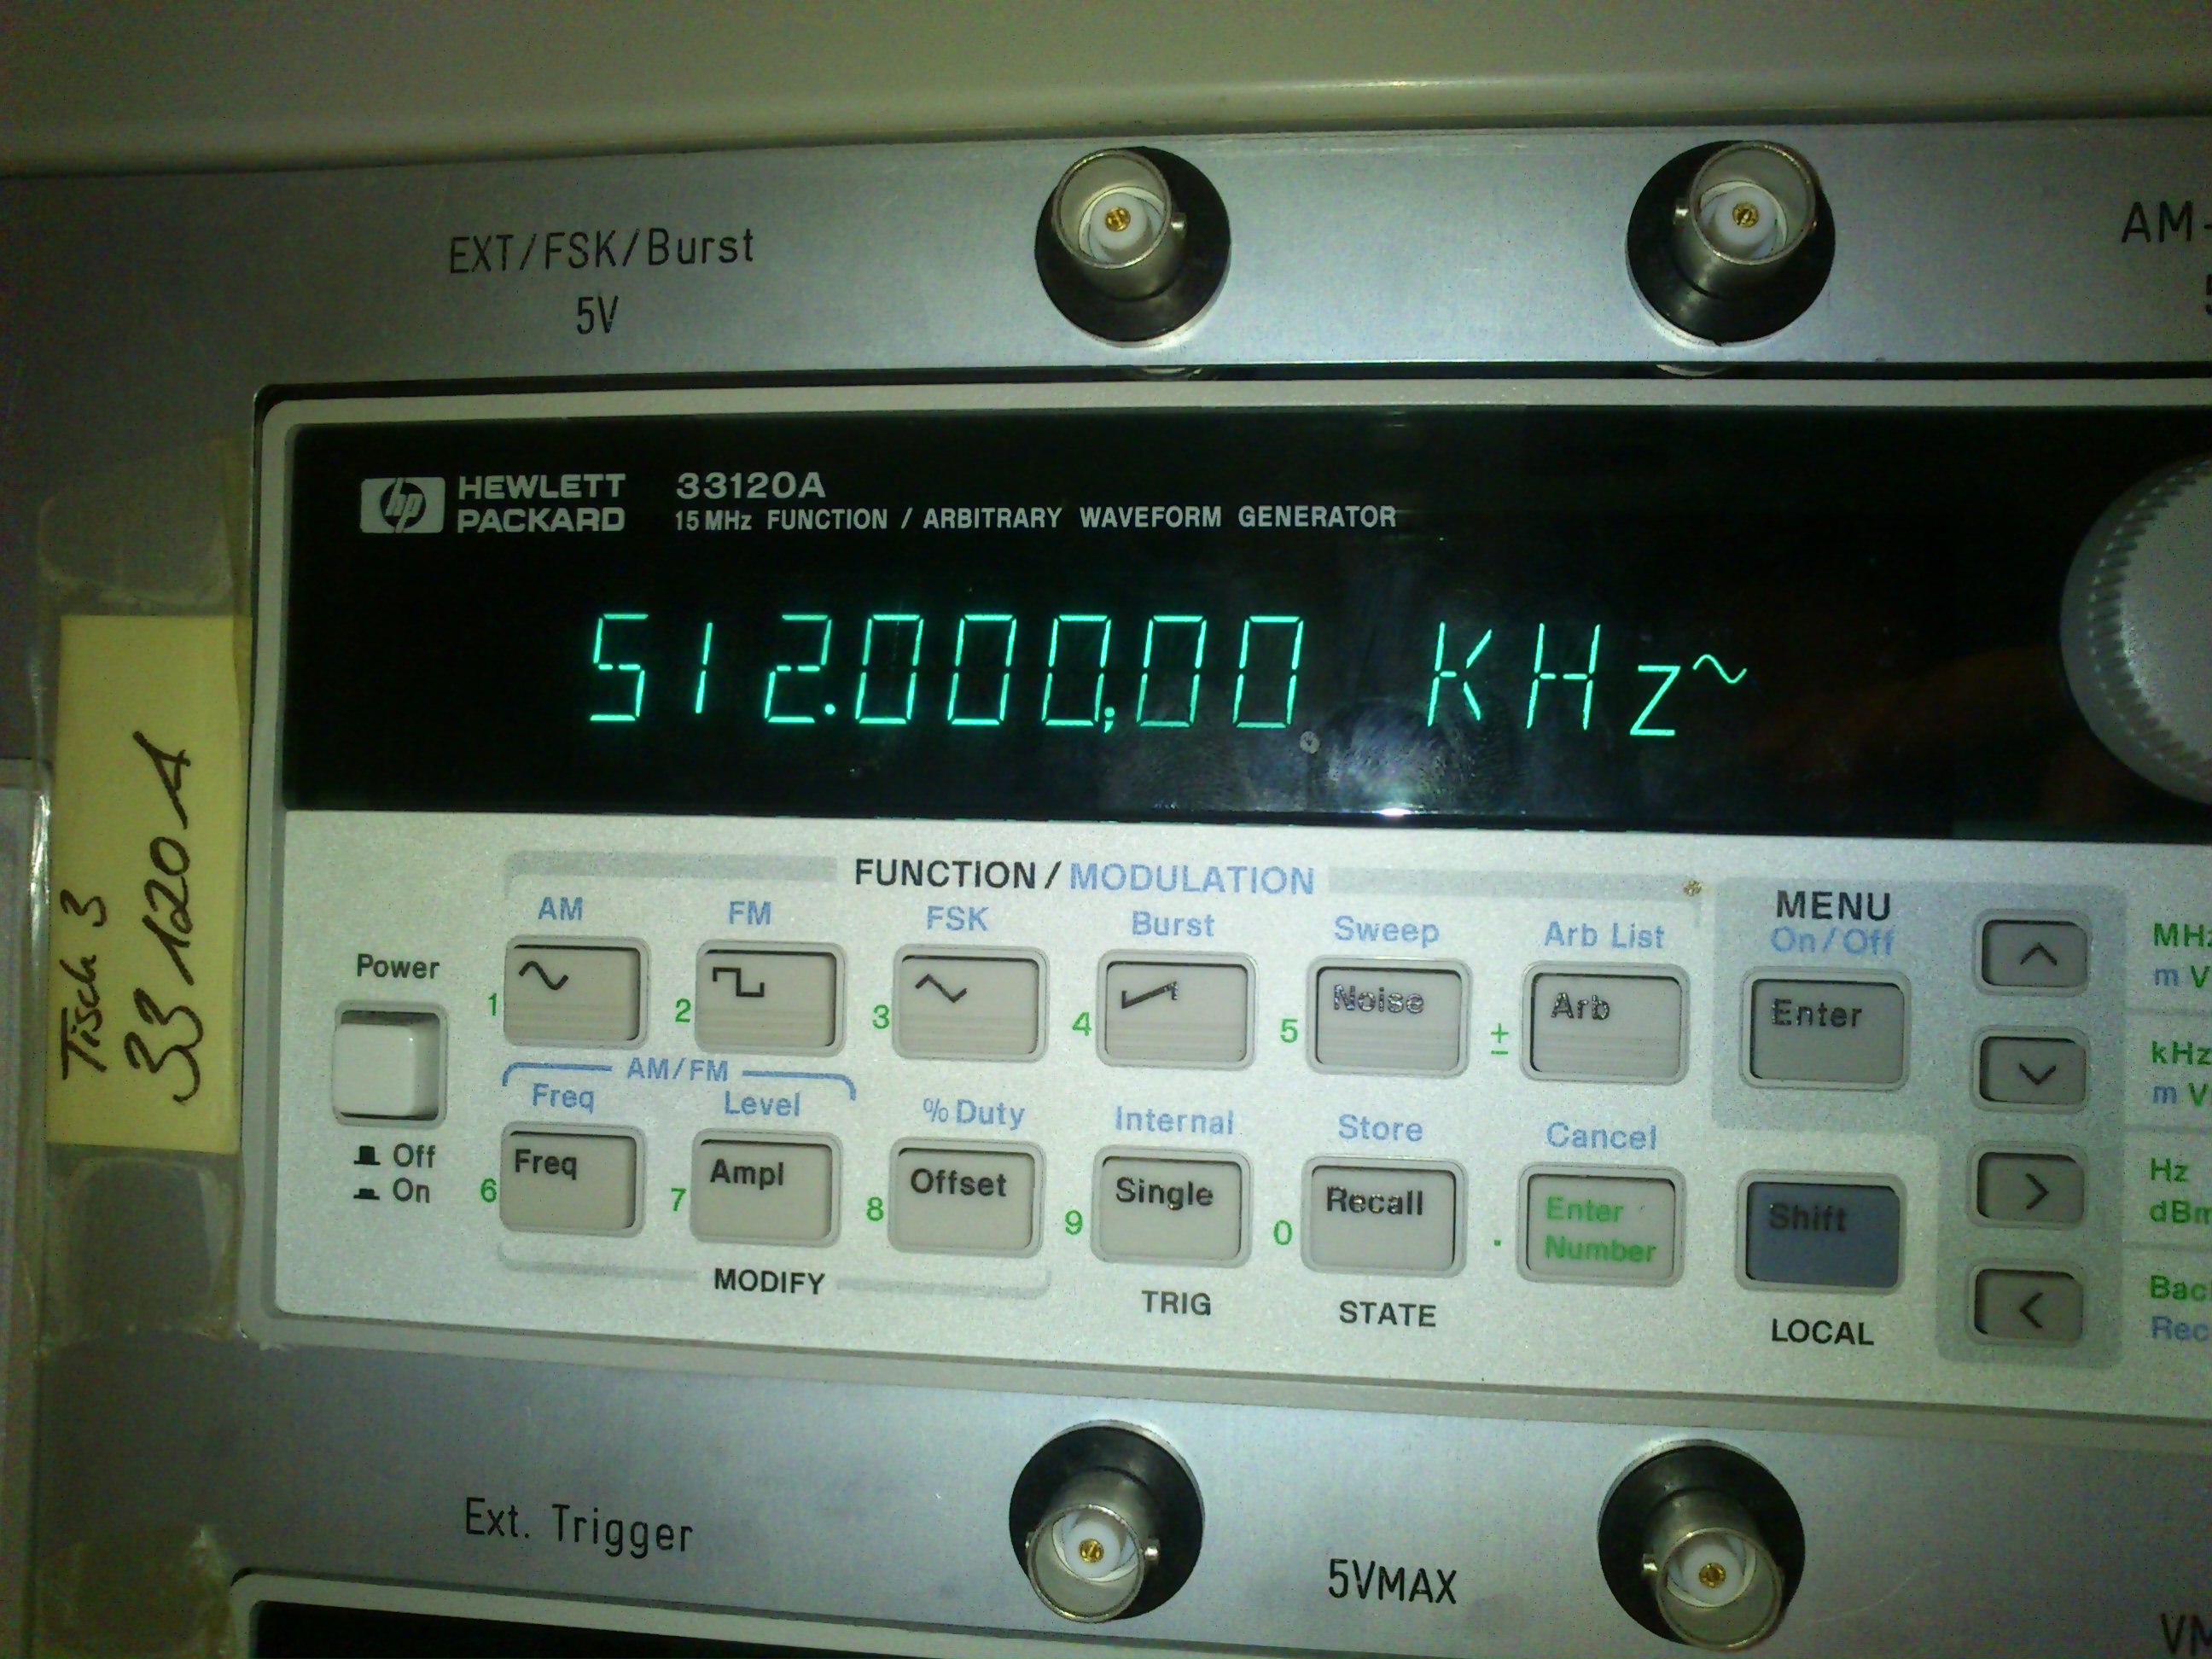 EXT/FSK/Burst
5V
AM-
hp HEWLETT PACKARD
33120A
15 MHz FUNCTION / ARBITRARY WAVEFORM GENERATOR
512.000,00 KHz~
Tisch 3
33120A
FUNCTION / MODULATION
AM FM FSK Burst Sweep Arb List
MENU
On/Off
Power
1 2 3 4 5 Noise ± Arb Enter
MHz
m V
kHz
m V
AM/FM
Freq Level % Duty Internal Store Cancel
Off
On
6 Freq 7 Ampl 8 Offset 9 Single 0 Recall . Enter Number Shift
Hz
dBm
MODIFY TRIG STATE LOCAL
Ext. Trigger
5VMAX